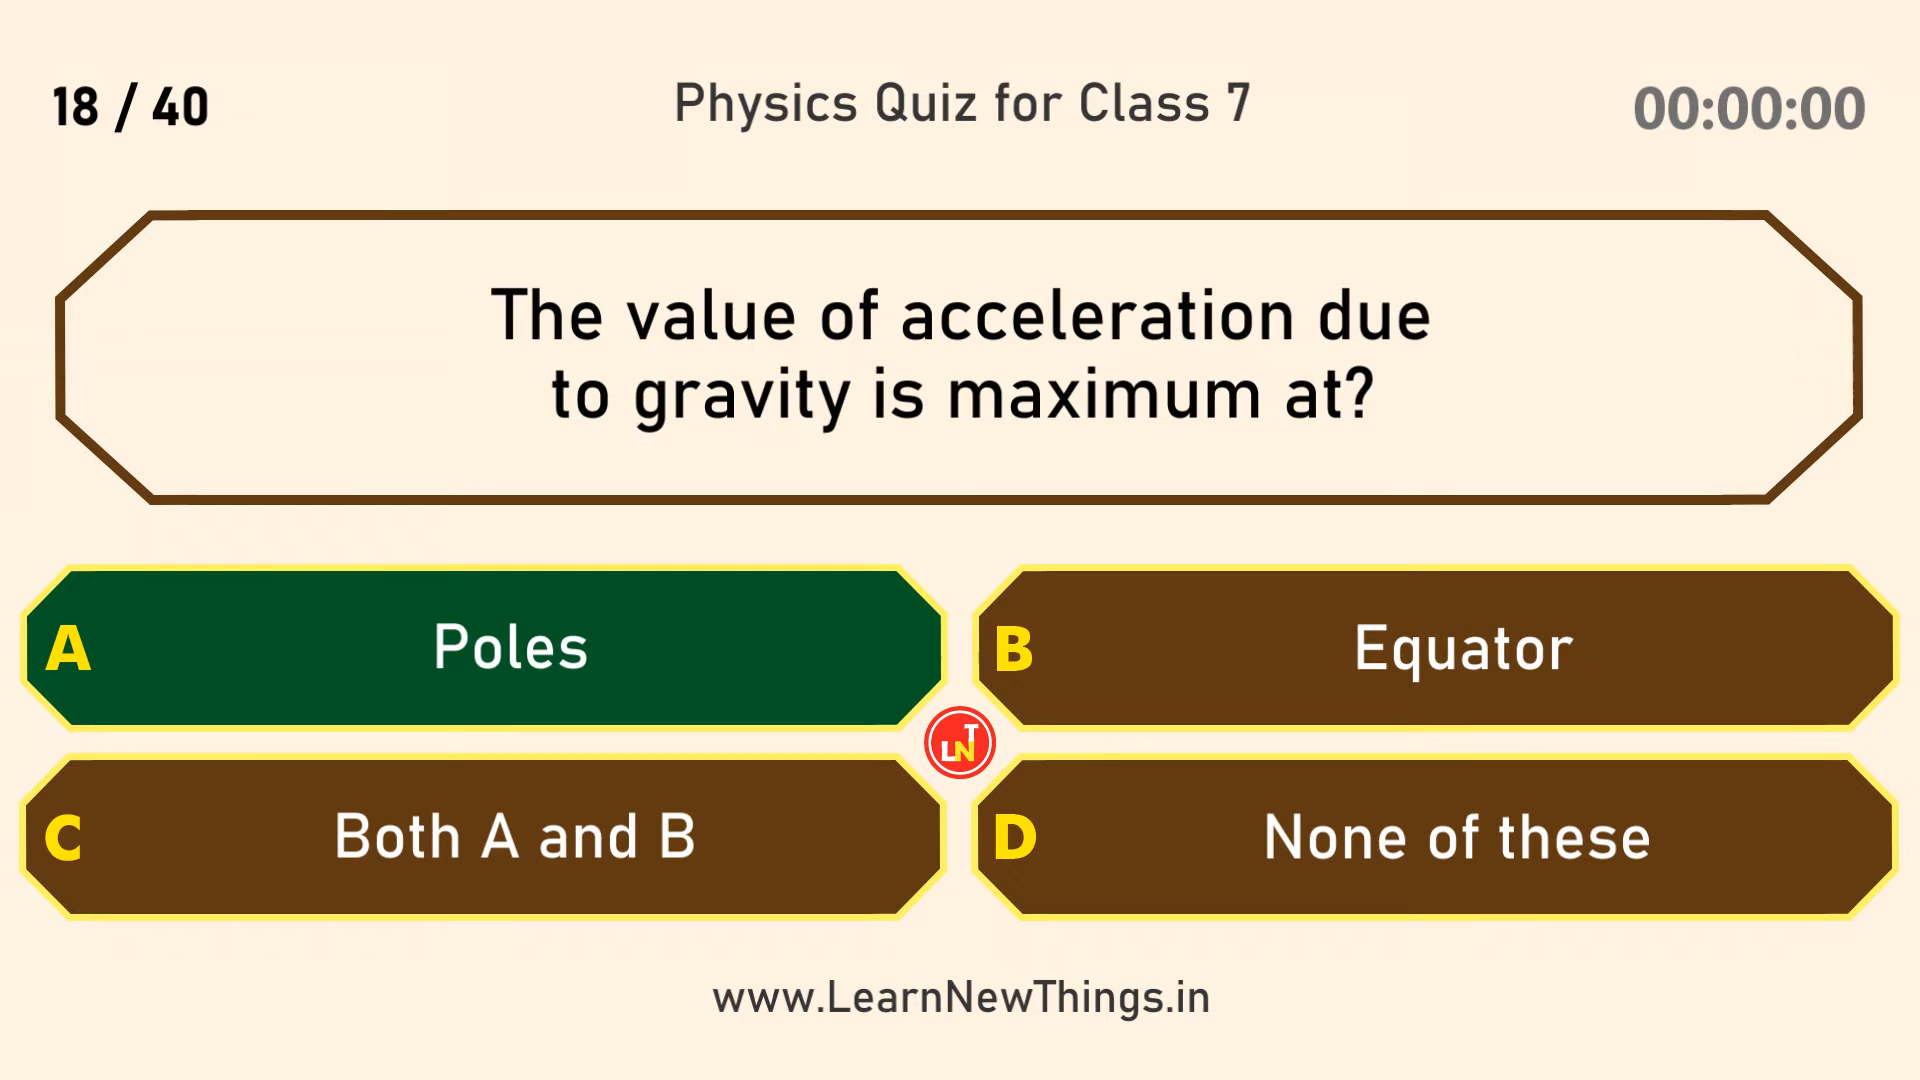 18 / 40
Physics Quiz for Class 7
00:00:00
The value of acceleration due
to gravity is maximum at?
A Poles
B Equator
LNT
C Both A and B
D None of these
www.LearnNewThings.in